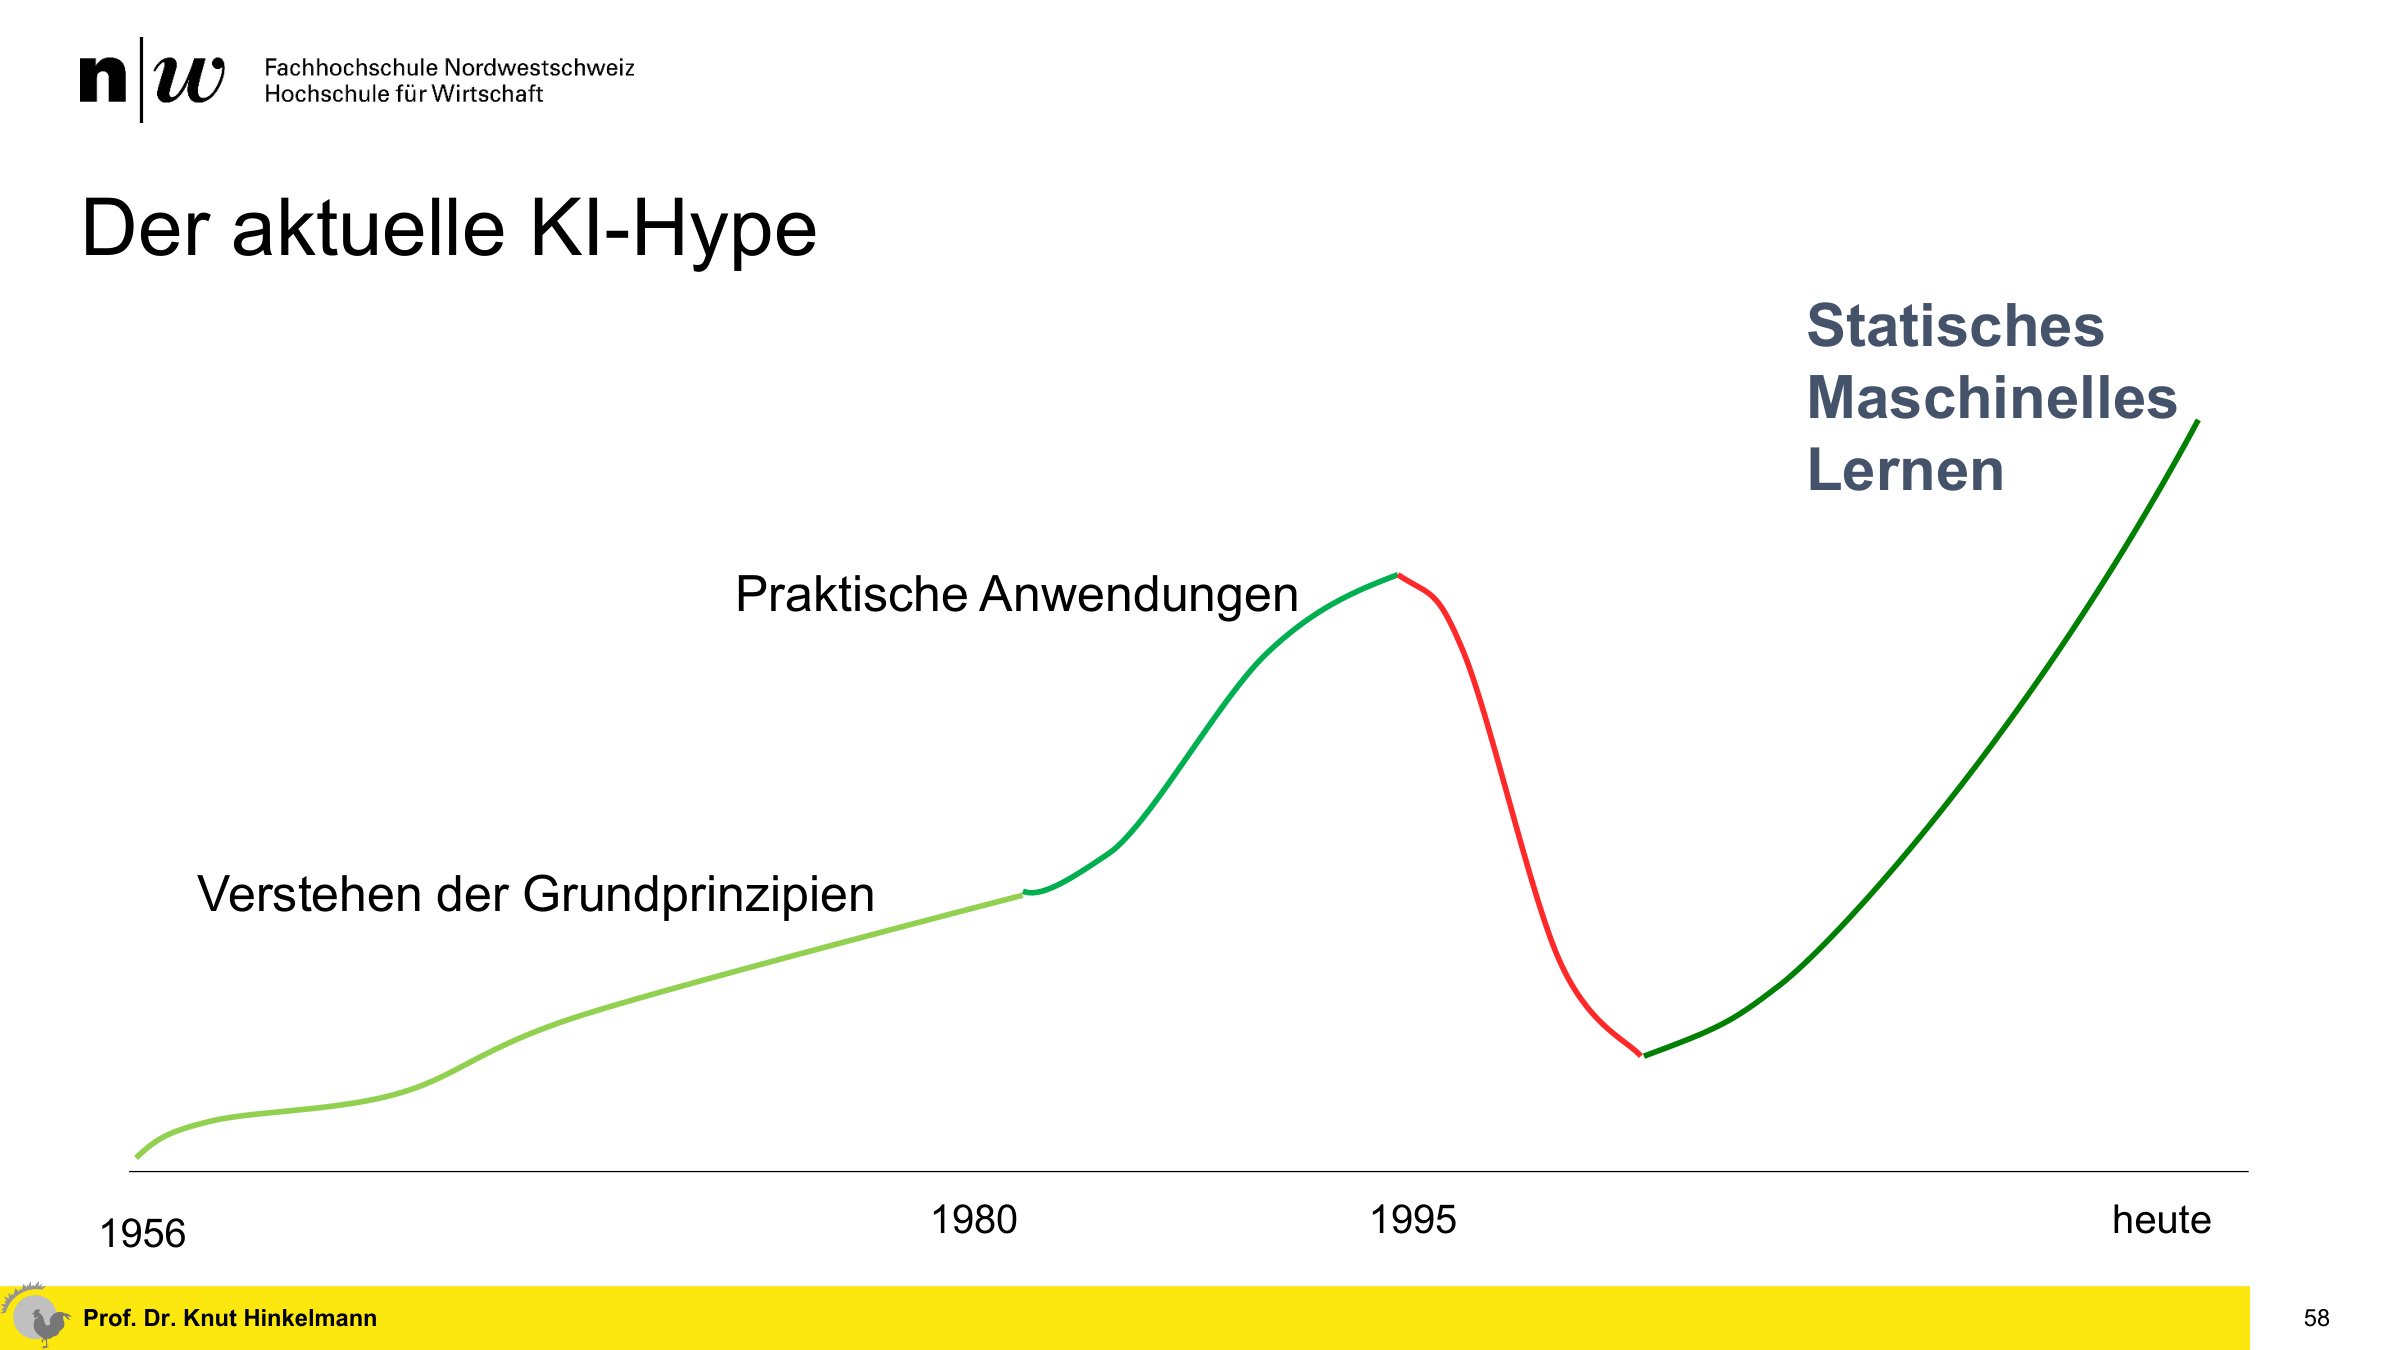 n|w
Fachhochschule Nordwestschweiz
Hochschule für Wirtschaft
Der aktuelle KI-Hype
Statisches
Maschinelles
Lernen
Praktische Anwendungen
Verstehen der Grundprinzipien
1956
1980
1995
heute
Prof. Dr. Knut Hinkelmann
58